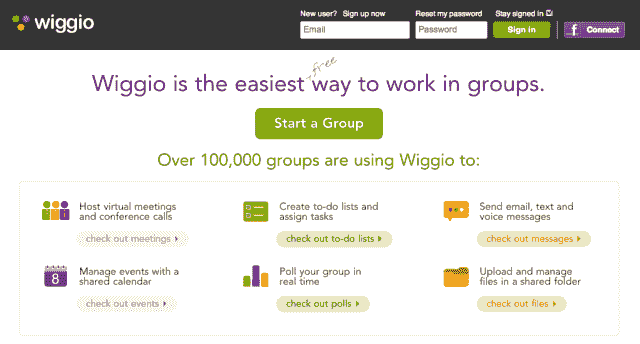 wiggio
New user? Sign up now
Reset my password
Stay signed in
Email
Password
Sign in
f Connect
free
Wiggio is the easiest way to work in groups.
Start a Group
Over 100,000 groups are using Wiggio to:
Host virtual meetings
and conference calls
check out meetings
Create to-do lists and
assign tasks
check out to-do lists
Send email, text and
voice messages
check out messages
8
Manage events with a
shared calendar
check out events
Poll your group in
real time
check out polls
Upload and manage
files in a shared folder
check out files